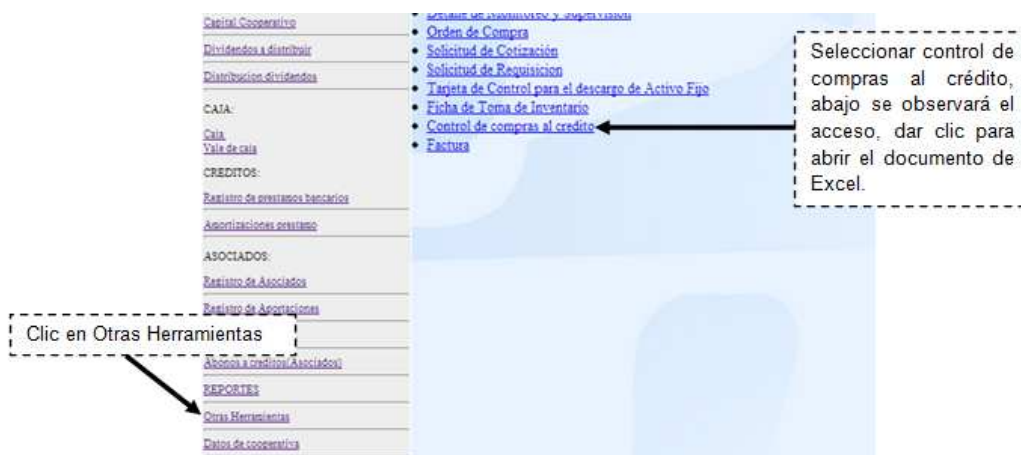 Capital Cooperativo
Dividendos a distribuir
Distribucion dividendos
CAJA:
Caja
Vale de caja
CREDITOS:
Registro de prestamos bancarios
Amortizaciones prestamo
ASOCIADOS:
Registro de Asociados
Registro de Aportaciones
Abonos a creditos(Asociados)
REPORTES
Otras Herramientas
Datos de cooperativa
Detalle de Monitoreo y Supervisión
Orden de Compra
Solicitud de Cotización
Solicitud de Requisicion
Tarjeta de Control para el descargo de Activo Fijo
Ficha de Toma de Inventario
Control de compras al credito
Factura
Seleccionar control de
compras al crédito,
abajo se observará el
acceso, dar clic para
abrir el documento de
Excel.
Clic en Otras Herramientas